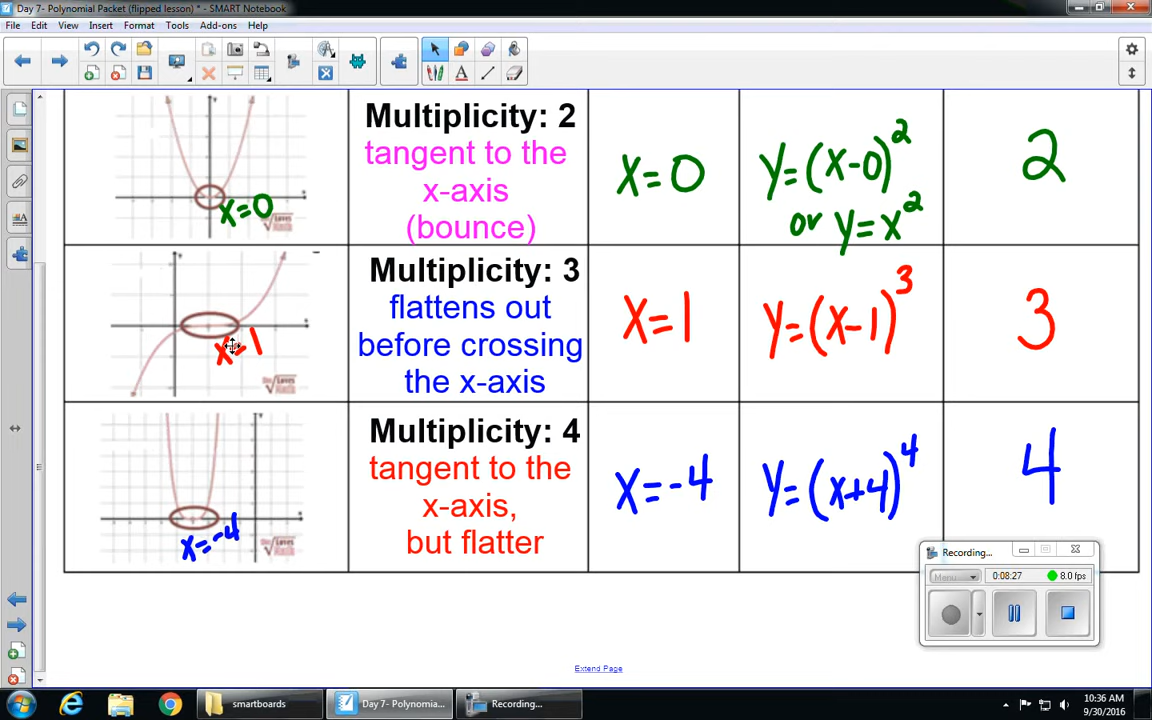 Day 7- Polynomial Packet (flipped lesson) * - SMART Notebook
File Edit View Insert Format Tools Add-ons Help
Multiplicity: 2
tangent to the
x-axis
(bounce)
x=0
x=0
y=(x-0)²
or y=x²
2
Multiplicity: 3
flattens out
before crossing
the x-axis
x=1
x=1
y=(x-1)³
3
Multiplicity: 4
tangent to the
x-axis,
but flatter
x=-4
x=-4
y=(x+4)⁴
4
Recording...
Menu
0:08:27
8.0 fps
Extend Page
smartboards
Day 7- Polynomia...
Recording...
10:36 AM
9/30/2016